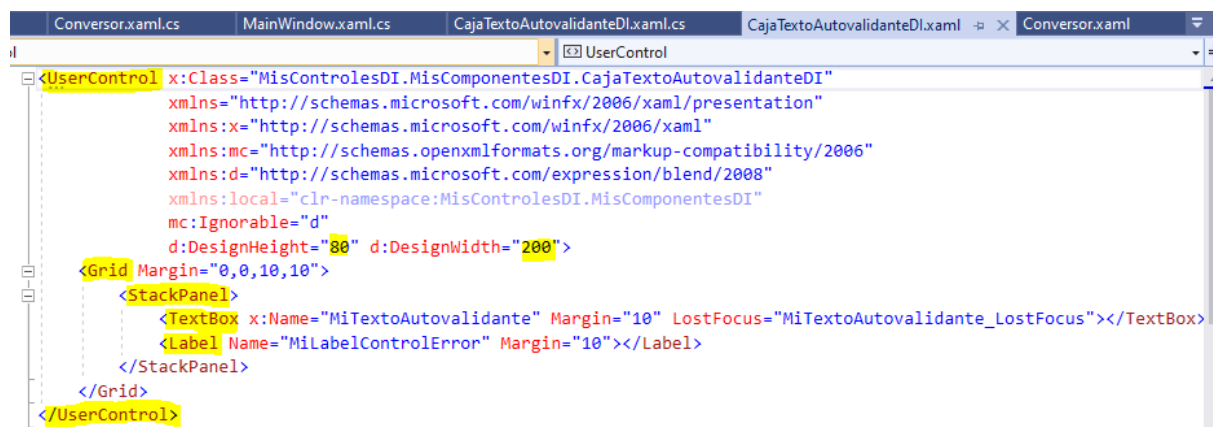 Conversor.xaml.cs MainWindow.xaml.cs CajaTextoAutovalidanteDI.xaml.cs CajaTextoAutovalidanteDI.xaml Conversor.xaml
ol UserControl
<UserControl x:Class="MisControlesDI.MisComponentesDI.CajaTextoAutovalidanteDI"
xmlns="http://schemas.microsoft.com/winfx/2006/xaml/presentation"
xmlns:x="http://schemas.microsoft.com/winfx/2006/xaml"
xmlns:mc="http://schemas.openxmlformats.org/markup-compatibility/2006"
xmlns:d="http://schemas.microsoft.com/expression/blend/2008"
xmlns:local="clr-namespace:MisControlesDI.MisComponentesDI"
mc:Ignorable="d"
d:DesignHeight="80" d:DesignWidth="200">
<Grid Margin="0,0,10,10">
<StackPanel>
<TextBox x:Name="MiTextoAutovalidante" Margin="10" LostFocus="MiTextoAutovalidante_LostFocus"></TextBox>
<Label Name="MiLabelControlError" Margin="10"></Label>
</StackPanel>
</Grid>
</UserControl>